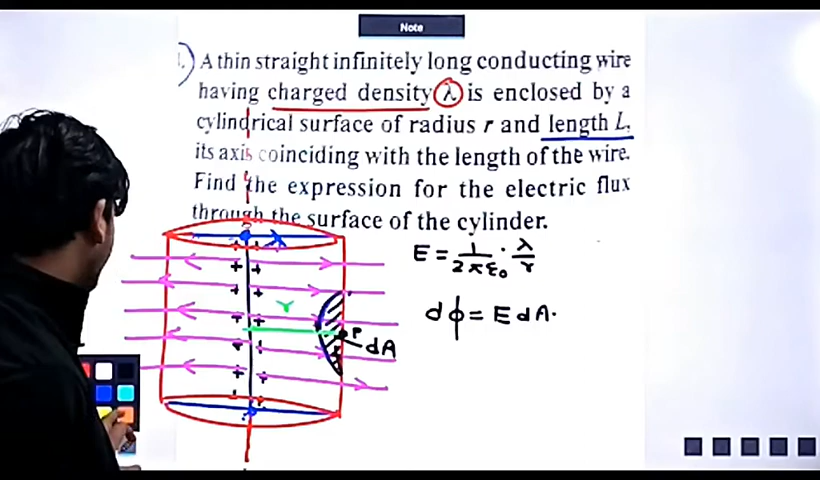 Note
A thin straight infinitely long conducting wire
having charged density λ is enclosed by a
cylindrical surface of radius r and length L,
its axis coinciding with the length of the wire.
Find the expression for the electric flux
through the surface of the cylinder.
E = 1/2πε₀ · λ/r
dϕ = E dA.
+ + + + + + + + + + + + + +
r
P
dA